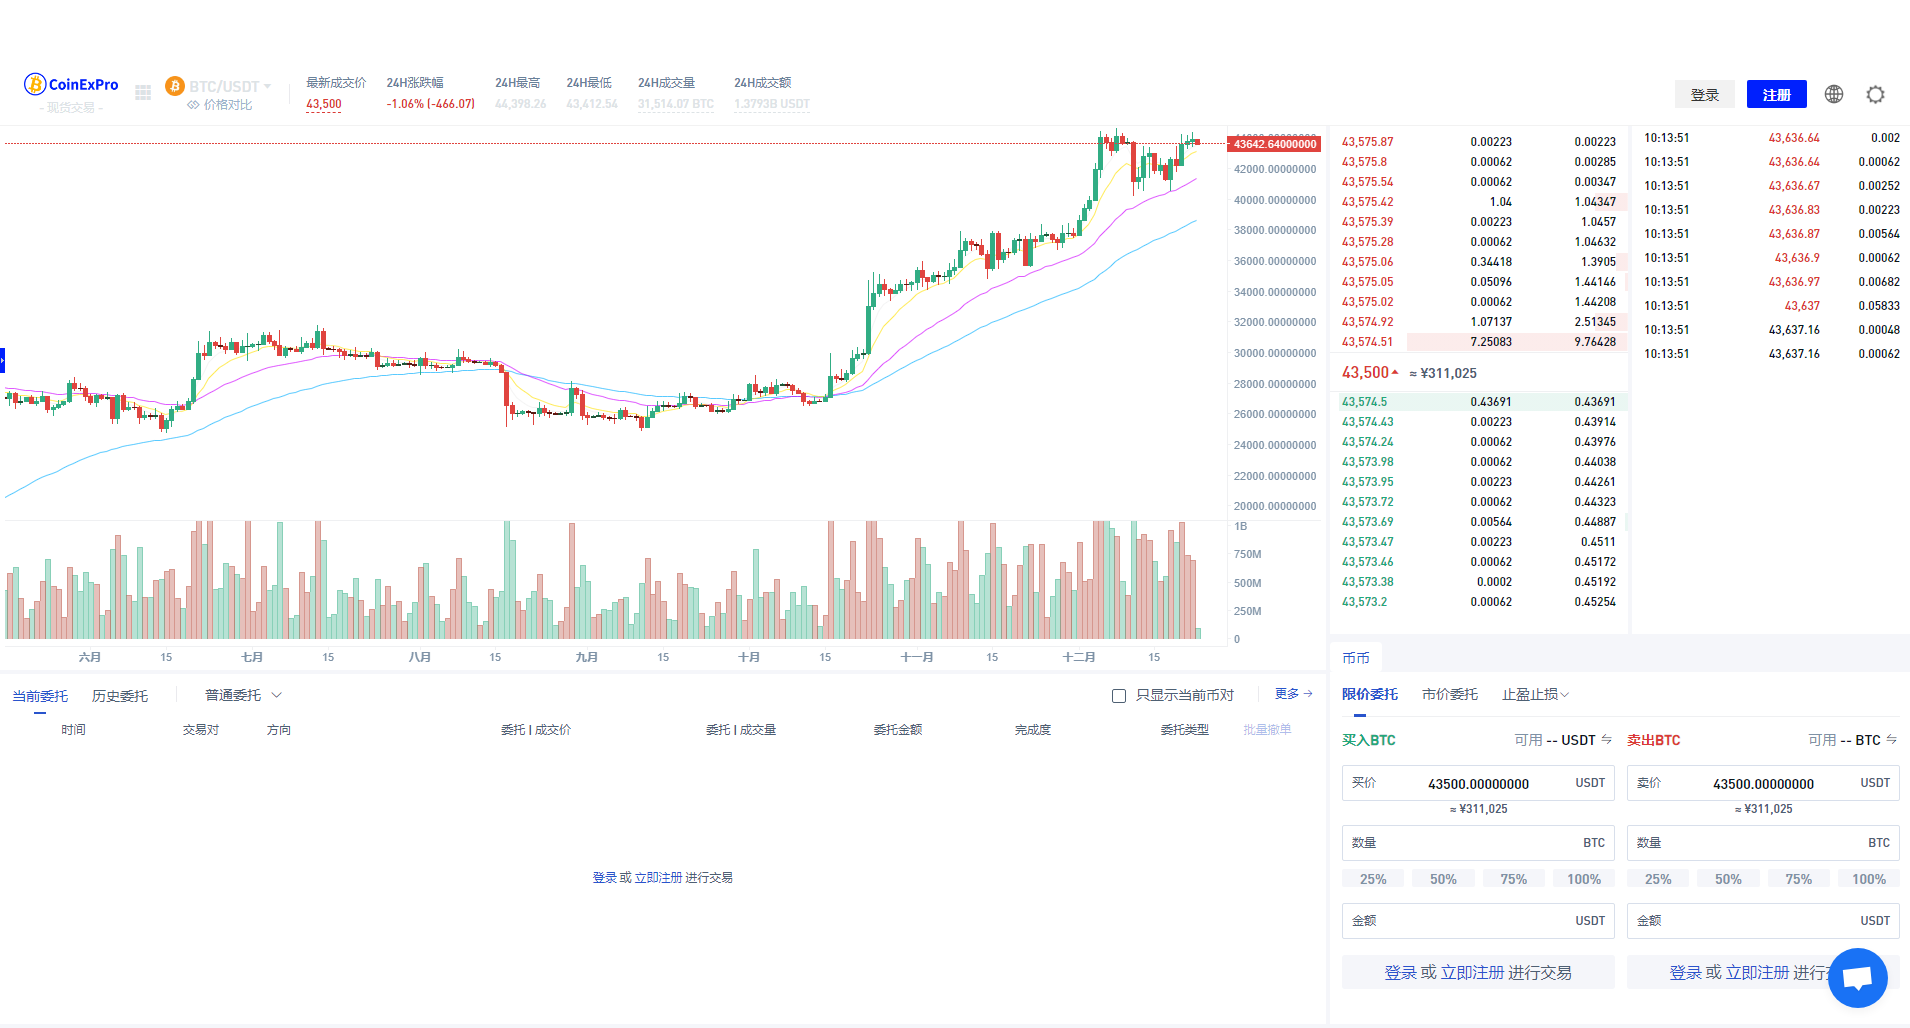 CoinExPro
- 现货交易 -
BTC/USDT
价格对比
最新成交价 24H涨跌幅 24H最高 24H最低 24H成交量 24H成交额
43,500 -1.06% (-466.07) 44,398.26 43,412.54 31,514.07 BTC 1.3793B USDT
登录 注册
43642.64000000
42000.00000000
40000.00000000
38000.00000000
36000.00000000
34000.00000000
32000.00000000
30000.00000000
28000.00000000
26000.00000000
24000.00000000
22000.00000000
20000.00000000
1B
750M
500M
250M
0
六月 15 七月 15 八月 15 九月 15 十月 15 十一月 15 十二月 15
43,575.87 0.00223 0.00223
43,575.8 0.00062 0.00285
43,575.54 0.00062 0.00347
43,575.42 1.04 1.04347
43,575.39 0.00223 1.0457
43,575.28 0.00062 1.04632
43,575.06 0.34418 1.3905
43,575.05 0.05096 1.44146
43,575.02 0.00062 1.44208
43,574.92 1.07137 2.51345
43,574.51 7.25083 9.76428
43,500 ≈ ¥311,025
43,574.5 0.43691 0.43691
43,574.43 0.00223 0.43914
43,574.24 0.00062 0.43976
43,573.98 0.00062 0.44038
43,573.95 0.00223 0.44261
43,573.72 0.00062 0.44323
43,573.69 0.00564 0.44887
43,573.47 0.00223 0.4511
43,573.46 0.00062 0.45172
43,573.38 0.0002 0.45192
43,573.2 0.00062 0.45254
10:13:51 43,636.64 0.002
10:13:51 43,636.64 0.00062
10:13:51 43,636.67 0.00252
10:13:51 43,636.83 0.00223
10:13:51 43,636.87 0.00564
10:13:51 43,636.9 0.00062
10:13:51 43,636.97 0.00682
10:13:51 43,637 0.05833
10:13:51 43,637.16 0.00048
10:13:51 43,637.16 0.00062
当前委托 历史委托 普通委托 只显示当前币对 更多
时间 交易对 方向 委托 | 成交价 委托 | 成交量 委托金额 完成度 委托类型 批量撤单
登录 或 立即注册 进行交易
币币
限价委托 市价委托 止盈止损
买入BTC 可用 -- USDT
买价 43500.00000000 USDT
≈ ¥311,025
数量 BTC
25% 50% 75% 100%
金额 USDT
登录 或 立即注册 进行交易
卖出BTC 可用 -- BTC
卖价 43500.00000000 USDT
≈ ¥311,025
数量 BTC
25% 50% 75% 100%
金额 USDT
登录 或 立即注册 进行